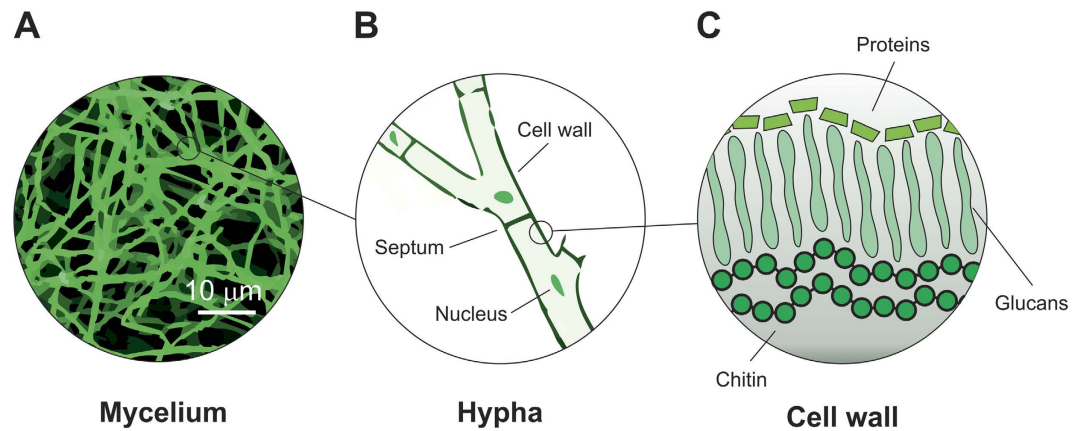 A
B
C
Proteins
Cell wall
Septum
10 μm
Nucleus
Glucans
Chitin
Mycelium
Hypha
Cell wall